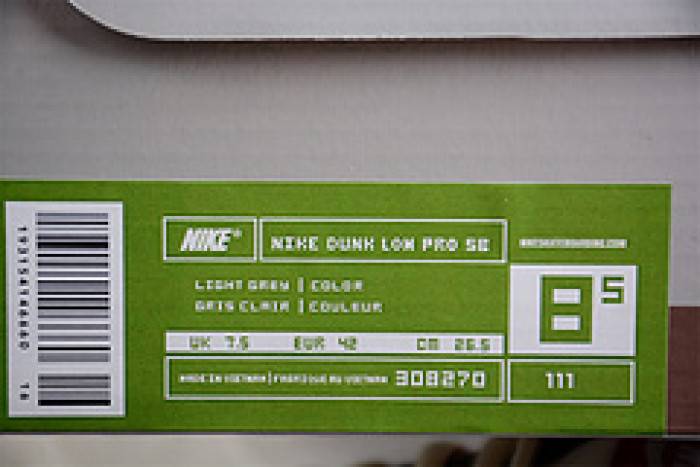 NIKE®
NIKE DUNK LOW PRO SB
LIGHT GREY | COLOR
GRIS CLAIR | COULEUR
UK 7.5 EUR 42 CM 26.5
MADE IN VIETNAM | FABRIQUE AU VIETNAM 308270
8 5
111